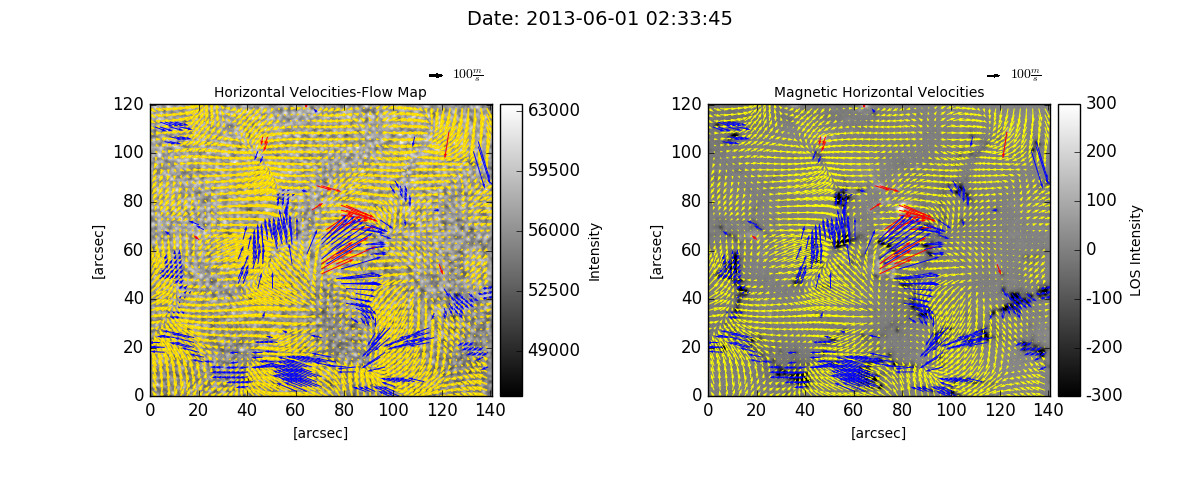 Date: 2013-06-01 02:33:45
100 m/s
Horizontal Velocities-Flow Map
120
100
80
60
40
20
0
[arcsec]
0 20 40 60 80 100 120 140
[arcsec]
63000
59500
56000
52500
49000
Intensity
100 m/s
Magnetic Horizontal Velocities
120
100
80
60
40
20
0
[arcsec]
0 20 40 60 80 100 120 140
[arcsec]
300
200
100
0
-100
-200
-300
LOS Intensity